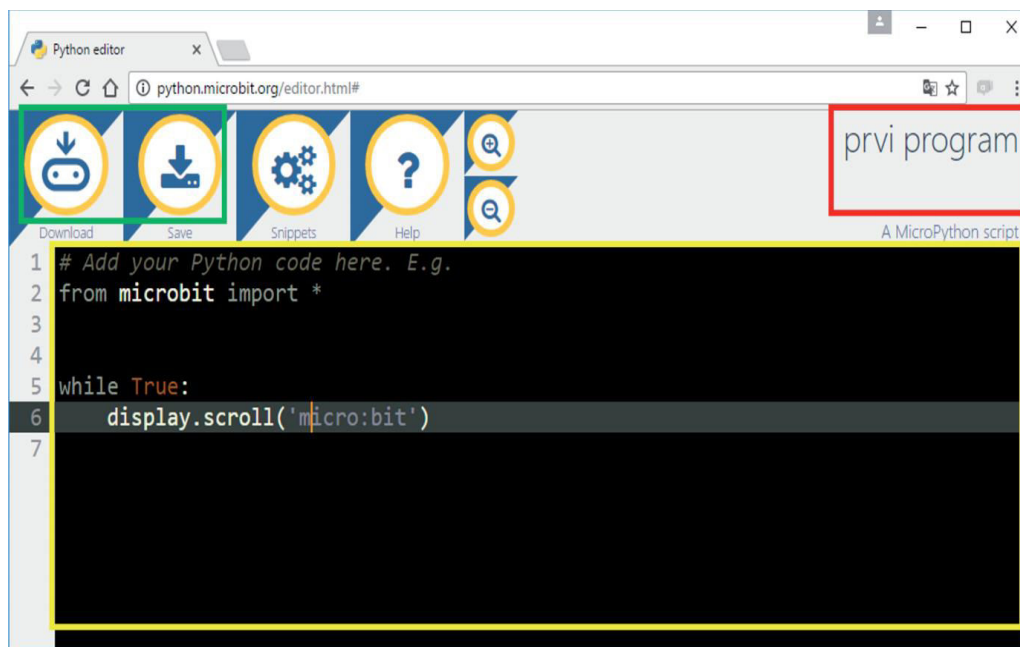 Python editor
python.microbit.org/editor.html#
prvi program
Download Save Snippets Help
A MicroPython script
1 # Add your Python code here. E.g.
2 from microbit import *
3
4
5 while True:
6     display.scroll('micro:bit')
7